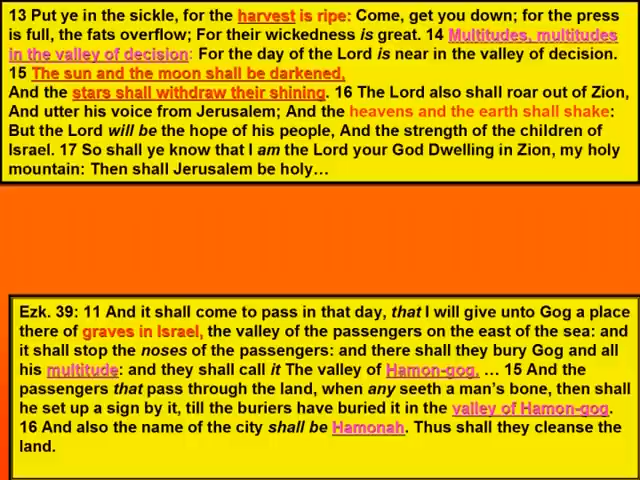 13 Put ye in the sickle, for the harvest is ripe: Come, get you down; for the press
is full, the fats overflow; For their wickedness is great. 14 Multitudes, multitudes
in the valley of decision: For the day of the Lord is near in the valley of decision.
15 The sun and the moon shall be darkened,
And the stars shall withdraw their shining. 16 The Lord also shall roar out of Zion,
And utter his voice from Jerusalem; And the heavens and the earth shall shake:
But the Lord will be the hope of his people, And the strength of the children of
Israel. 17 So shall ye know that I am the Lord your God Dwelling in Zion, my holy
mountain: Then shall Jerusalem be holy…
Ezk. 39: 11 And it shall come to pass in that day, that I will give unto Gog a place
there of graves in Israel, the valley of the passengers on the east of the sea: and
it shall stop the noses of the passengers: and there shall they bury Gog and all
his multitude: and they shall call it The valley of Hamon-gog. … 15 And the
passengers that pass through the land, when any seeth a man's bone, then shall
he set up a sign by it, till the buriers have buried it in the valley of Hamon-gog.
16 And also the name of the city shall be Hamonah. Thus shall they cleanse the
land.